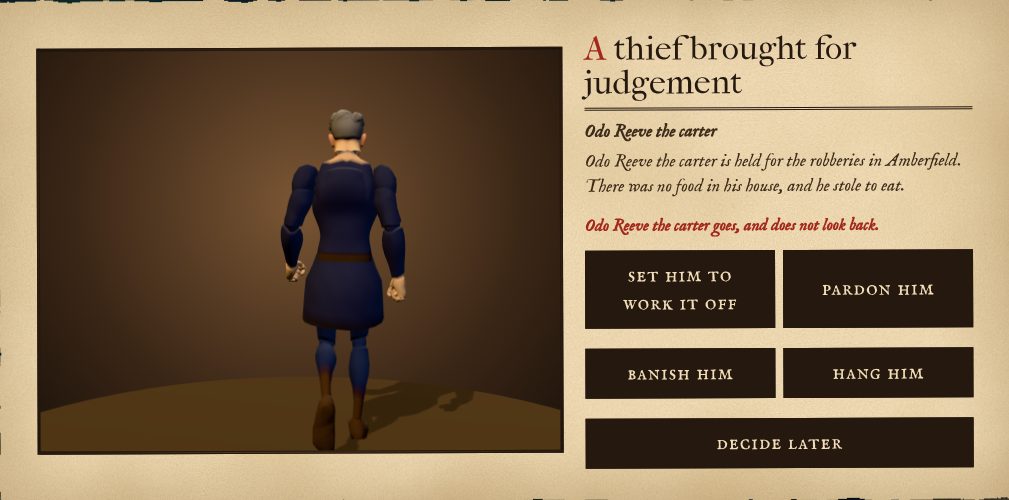 A thief brought for
judgement
Odo Reeve the carter
Odo Reeve the carter is held for the robberies in Amberfield.
There was no food in his house, and he stole to eat.
Odo Reeve the carter goes, and does not look back.
SET HIM TO
WORK IT OFF
PARDON HIM
BANISH HIM
HANG HIM
DECIDE LATER